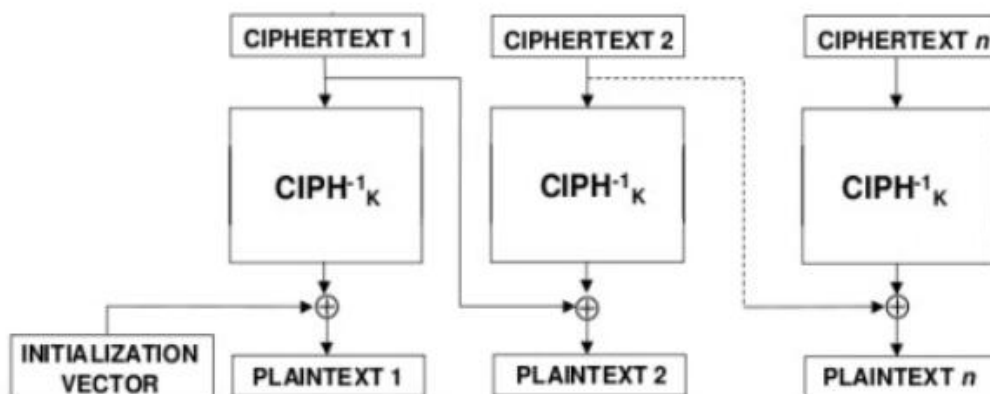 CIPHERTEXT 1
CIPHERTEXT 2
CIPHERTEXT n
CIPH-1K
CIPH-1K
CIPH-1K
INITIALIZATION
VECTOR
PLAINTEXT 1
PLAINTEXT 2
PLAINTEXT n